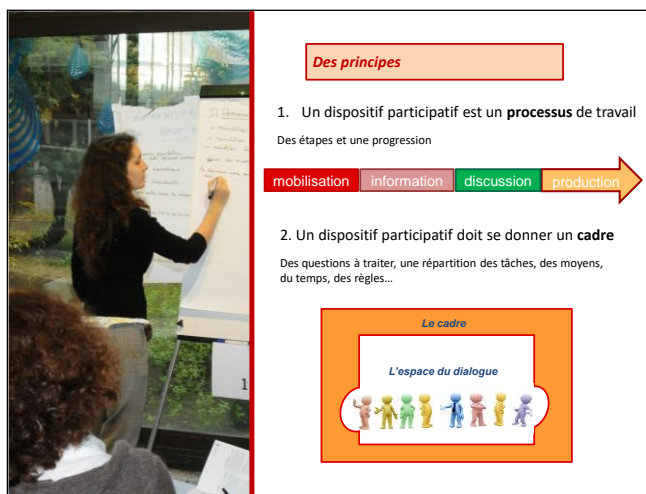 Des principes
1. Un dispositif participatif est un processus de travail
Des étapes et une progression
mobilisation information discussion production
2. Un dispositif participatif doit se donner un cadre
Des questions à traiter, une répartition des tâches, des moyens,
du temps, des règles...
Le cadre
L'espace du dialogue
1